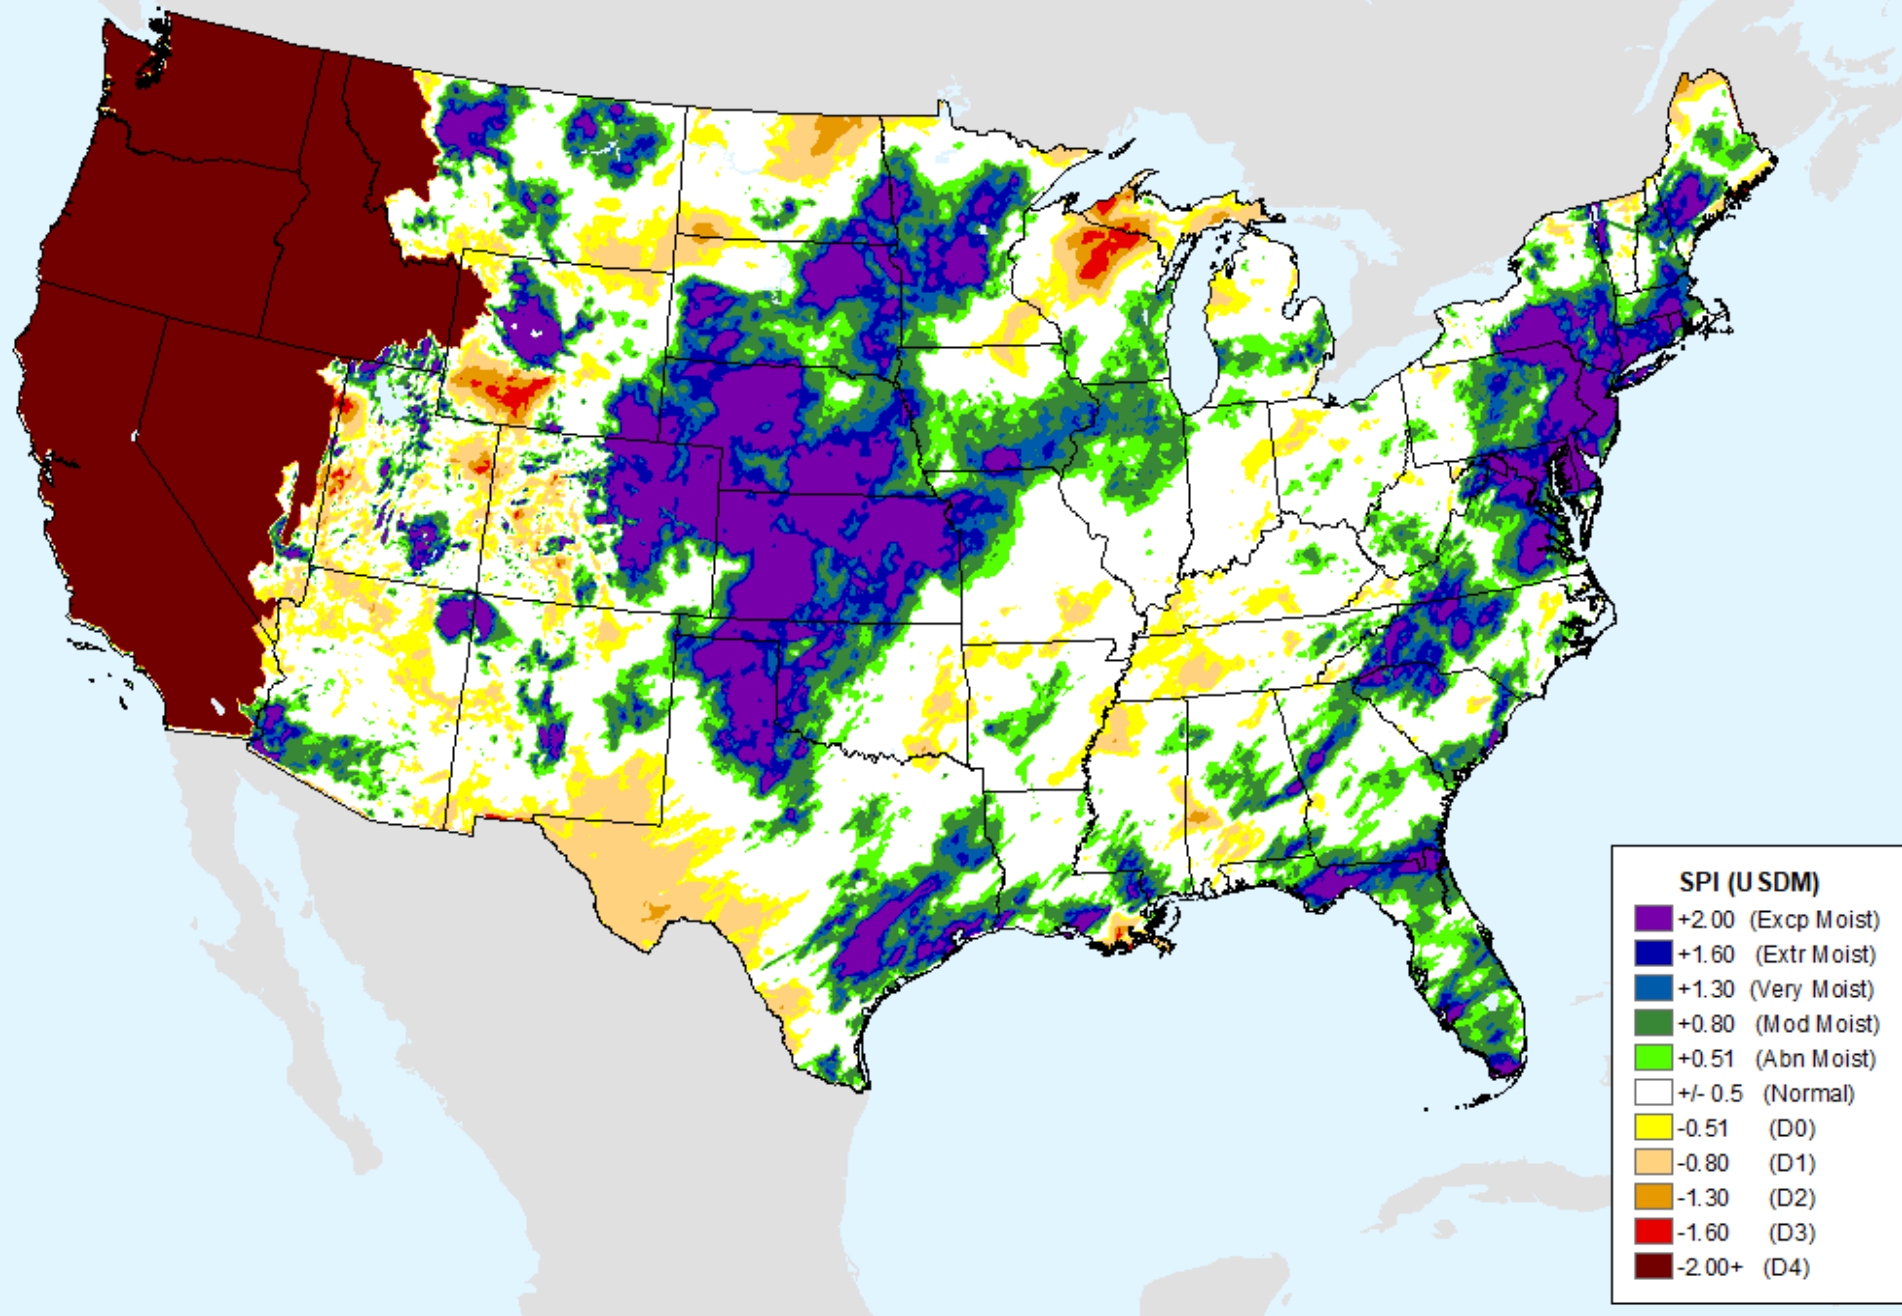 SPI (USDM)
+2.00 (Excp Moist)
+1.60 (Extr Moist)
+1.30 (Very Moist)
+0.80 (Mod Moist)
+0.51 (Abn Moist)
+/- 0.5 (Normal)
-0.51 (D0)
-0.80 (D1)
-1.30 (D2)
-1.60 (D3)
-2.00+ (D4)